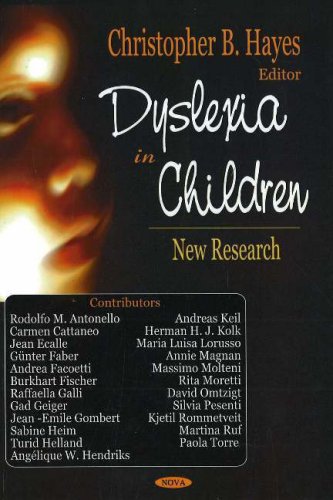 Christopher B. Hayes
Editor
Dyslexia
in
Children
New Research
Contributors
Rodolfo M. Antonello
Carmen Cattaneo
Jean Ecalle
Günter Faber
Andrea Facoetti
Burkhart Fischer
Raffaella Galli
Gad Geiger
Jean -Emile Gombert
Sabine Heim
Turid Helland
Angélique W. Hendriks
Andreas Keil
Herman H. J. Kolk
Maria Luisa Lorusso
Annie Magnan
Massimo Molteni
Rita Moretti
David Omtzigt
Silvia Pesenti
Kjetil Rommetveit
Martina Ruf
Paola Torre
NOVA